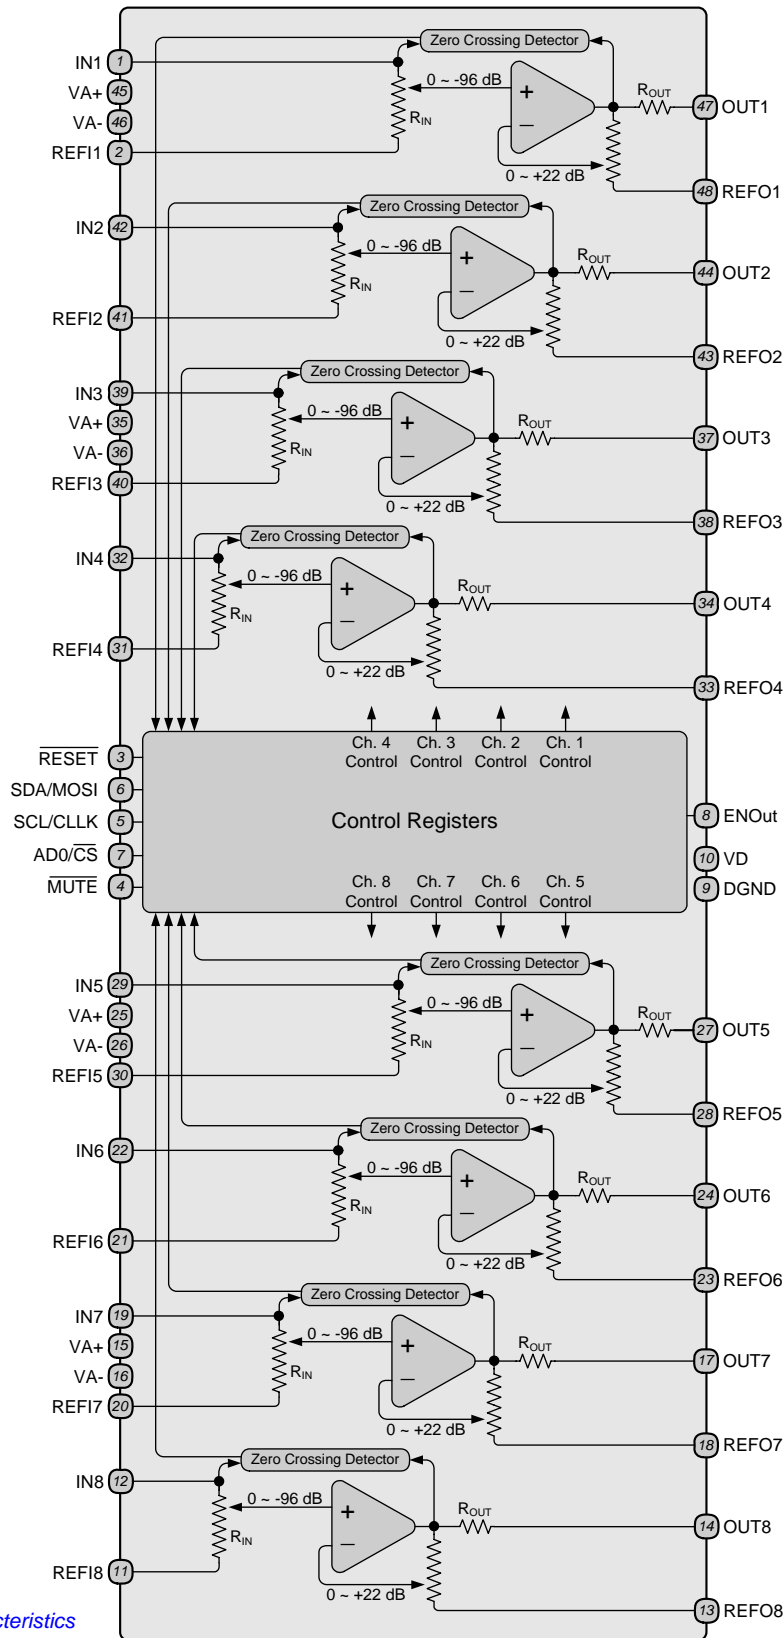 Zero Crossing Detector
IN1 1
VA+ 45
VA- 46
REFI1 2
0 ~ -96 dB
RIN
+
−
0 ~ +22 dB
ROUT
47 OUT1
48 REFO1
Zero Crossing Detector
IN2 42
REFI2 41
0 ~ -96 dB
RIN
+
−
0 ~ +22 dB
ROUT
44 OUT2
43 REFO2
Zero Crossing Detector
IN3 39
VA+ 35
VA- 36
REFI3 40
0 ~ -96 dB
RIN
+
−
0 ~ +22 dB
ROUT
37 OUT3
38 REFO3
Zero Crossing Detector
IN4 32
REFI4 31
0 ~ -96 dB
RIN
+
−
0 ~ +22 dB
ROUT
34 OUT4
33 REFO4
RESET 3
SDA/MOSI 6
SCL/CLLK 5
AD0/CS 7
MUTE 4
Ch. 4 Control
Ch. 3 Control
Ch. 2 Control
Ch. 1 Control
Control Registers
Ch. 8 Control
Ch. 7 Control
Ch. 6 Control
Ch. 5 Control
8 ENOut
10 VD
9 DGND
Zero Crossing Detector
IN5 29
VA+ 25
VA- 26
REFI5 30
0 ~ -96 dB
RIN
+
−
0 ~ +22 dB
ROUT
27 OUT5
28 REFO5
Zero Crossing Detector
IN6 22
REFI6 21
0 ~ -96 dB
RIN
+
−
0 ~ +22 dB
ROUT
24 OUT6
23 REFO6
Zero Crossing Detector
IN7 19
VA+ 15
VA- 16
REFI7 20
0 ~ -96 dB
RIN
+
−
0 ~ +22 dB
ROUT
17 OUT7
18 REFO7
Zero Crossing Detector
IN8 12
REFI8 11
0 ~ -96 dB
RIN
+
−
0 ~ +22 dB
ROUT
14 OUT8
13 REFO8
cteristics